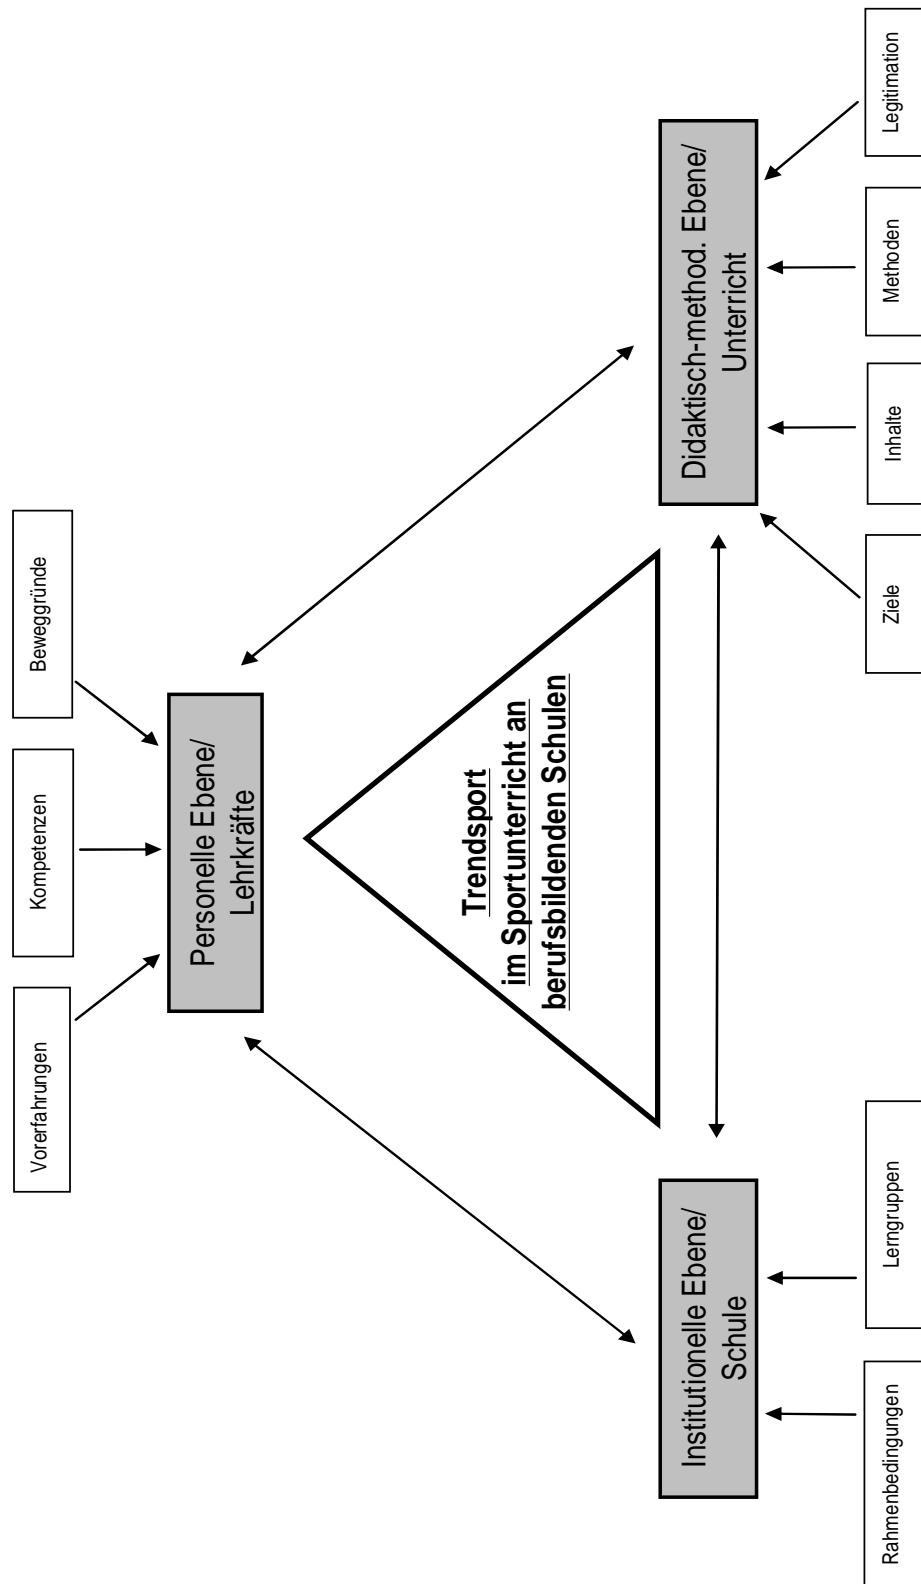 Vorerfahrungen
Kompetenzen
Beweggründe
Personelle Ebene/
Lehrkräfte
Trendsport
im Sportunterricht an
berufsbildenden Schulen
Institutionelle Ebene/
Schule
Didaktisch-method. Ebene/
Unterricht
Rahmenbedingungen
Lerngruppen
Ziele
Inhalte
Methoden
Legitimation